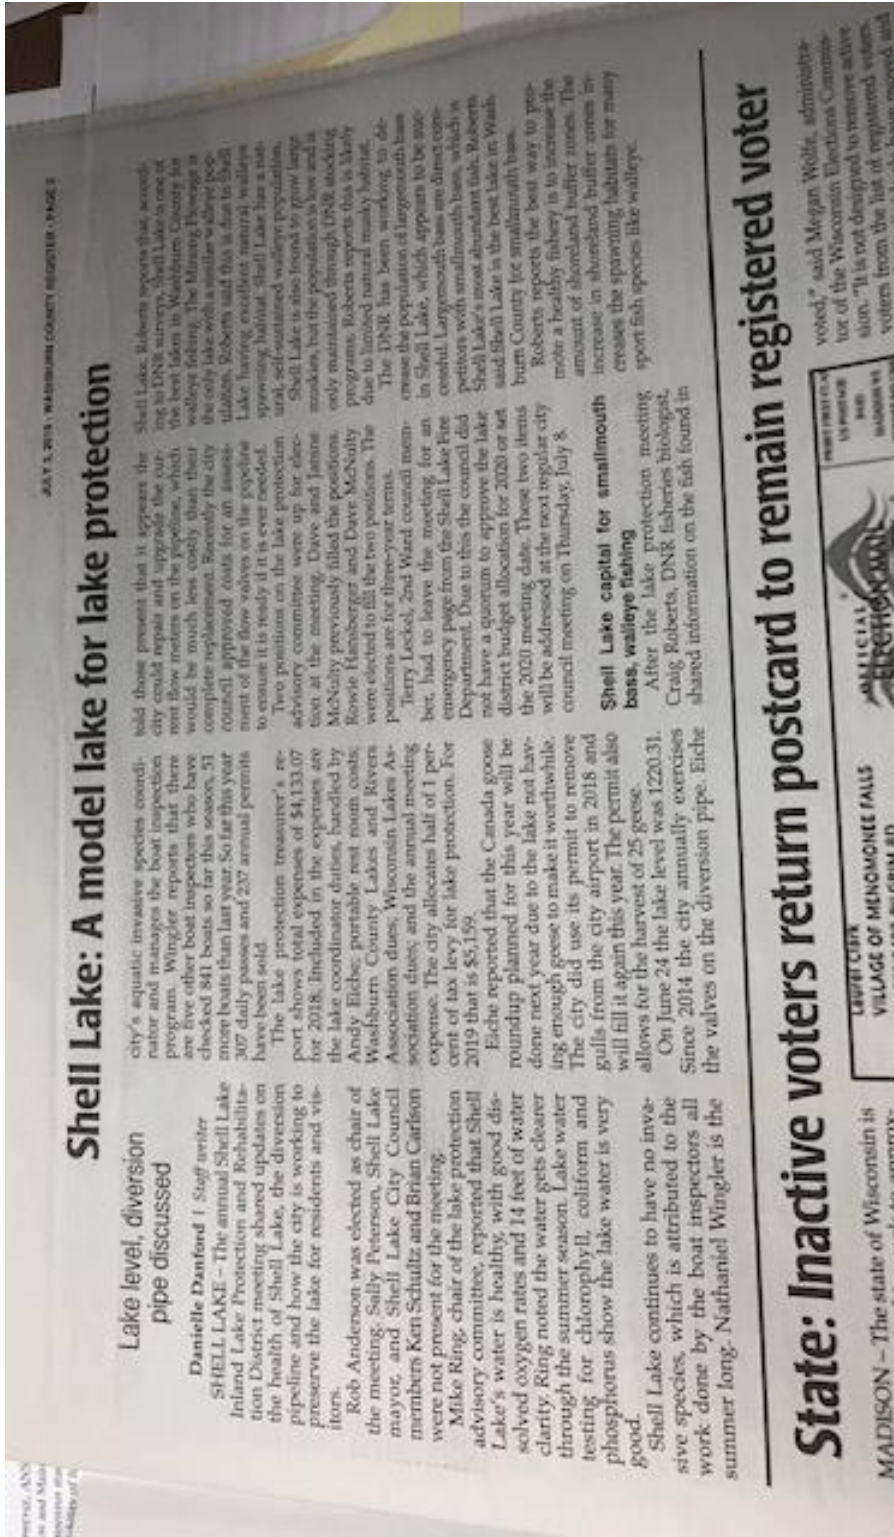 JULY 3, 2019 • WASHBURN COUNTY REGISTER • PAGE 3
Shell Lake: A model lake for lake protection
Lake level, diversion
pipe discussed
Danielle Danford | Staff writer
SHELL LAKE – The annual Shell Lake
Inland Lake Protection and Rehabilita-
tion District meeting shared updates on
the health of Shell Lake, the diversion
pipeline and how the city is working to
preserve the lake for residents and vis-
itors.
Rob Anderson was elected as chair of
the meeting. Sally Peterson, Shell Lake
mayor, and Shell Lake City Council
members Ken Schultz and Brian Carlson
were not present for the meeting.
Mike Ring, chair of the lake protection
advisory committee, reported that Shell
Lake's water is healthy, with good dis-
solved oxygen rates and 14 feet of water
clarity. Ring noted the water gets clearer
through the summer season. Lake water
testing for chlorophyll, coliform and
phosphorus show the lake water is very
good.
Shell Lake continues to have no inva-
sive species, which is attributed to the
work done by the boat inspectors all
summer long. Nathaniel Wingler is the
city's aquatic invasive species coordi-
nator and manages the boat inspection
program. Wingler reports that there
are five other boat inspectors who have
checked 841 boats so far this season, 51
more boats than last year. So far this year
307 daily passes and 237 annual permits
have been sold.
The lake protection treasurer's re-
port shows total expenses of $4,133.07
for 2018. Included in the expenses are
the lake coordinator duties, handled by
Andy Eiche; portable rest room costs;
Washburn County Lakes and Rivers
Association dues; Wisconsin Lakes As-
sociation dues; and the annual meeting
expense. The city allocates half of 1 per-
cent of tax levy for lake protection. For
2019 that is $5,159.
Eiche reported that the Canada goose
roundup planned for this year will be
done next year due to the lake not hav-
ing enough geese to make it worthwhile.
The city did use its permit to remove
gulls from the city airport in 2018 and
will fill it again this year. The permit also
allows for the harvest of 25 geese.
On June 24 the lake level was 1220.31.
Since 2014 the city annually exercises
the valves on the diversion pipe. Eiche
told those present that it appears the
city could repair and upgrade the cur-
rent flow meters on the pipeline, which
would be much less costly than their
complete replacement. Recently the city
council approved costs for an assess-
ment of the flow valves on the pipeline
to ensure it is ready if it is ever needed.
Two positions on the lake protection
advisory committee were up for elec-
tion at the meeting. Dave and Janine
McNulty previously filled the positions.
Rowie Hansberger and Dave McNulty
were elected to fill the two positions. The
positions are for three-year terms.
Terry Leckel, 2nd Ward council mem-
ber, had to leave the meeting for an
emergency page from the Shell Lake Fire
Department. Due to this the council did
not have a quorum to approve the lake
district budget allocation for 2020 or set
the 2020 meeting date. These two items
will be addressed at the next regular city
council meeting on Thursday, July 8.
Shell Lake capital for smallmouth
bass, walleye fishing
After the lake protection meeting
Craig Roberts, DNR fisheries biologist,
shared information on the fish found in
Shell Lake. Roberts reports that, accord-
ing to DNR surveys, Shell Lake is one of
the best lakes in Washburn County for
walleye fishing. The Minong Flowage is
the only lake with a similar walleye pop-
ulation. Roberts said this is due to Shell
Lake having excellent natural walleye
spawning habitat. Shell Lake has a nat-
ural, self-sustained walleye population.
Shell Lake is also found to grow large
muskies, but the population is low and is
only maintained through DNR stocking
programs. Roberts reports this is likely
due to limited natural musky habitat.
The DNR has been working to de-
crease the population of largemouth bass
in Shell Lake, which appears to be suc-
cessful. Largemouth bass are direct com-
petitors with smallmouth bass, which is
Shell Lake's most abundant fish. Roberts
said Shell Lake is the best lake in Wash-
burn County for smallmouth bass.
Roberts reports the best way to pro-
mote a healthy fishery is to increase the
amount of shoreland buffer zones. The
increase in shoreland buffer zones in-
creases the spawning habitats for many
sport fish species like walleye.
State: Inactive voters return postcard to remain registered voter
MADISON – The state of Wisconsin is
Laurel Clark
VILLAGE OF MENOMONEE FALLS
OFFICIAL
ELECTION MAIL
US POSTAGE
PAID
voted," said Megan Wolfe, administra-
tor of the Wisconsin Elections Commis-
sion. "It is not designed to remove active
voters from the list of registered voters.